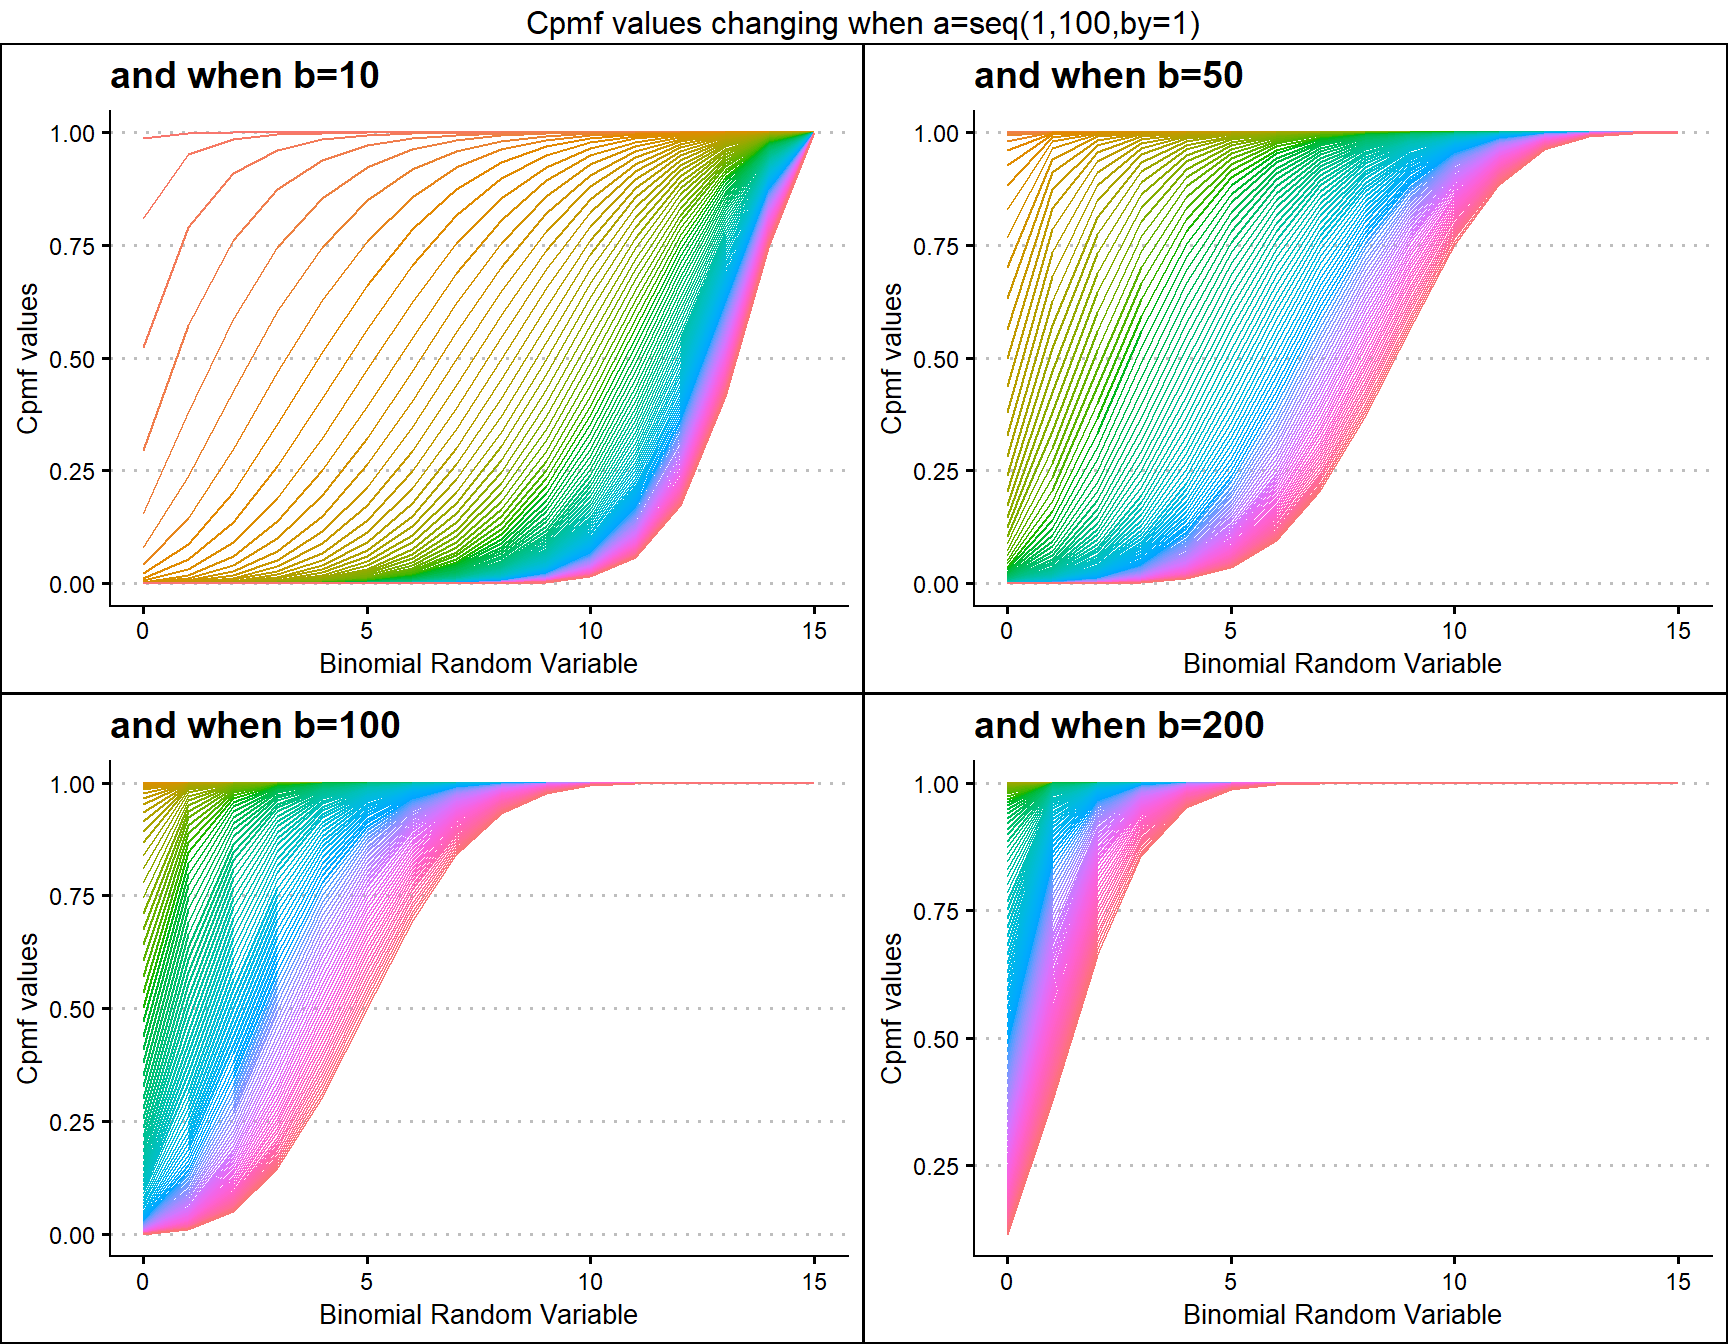 Cpmf values changing when a=seq(1,100,by=1)
and when b=10
1.00
0.75
0.50
0.25
0.00
Cpmf values
0 5 10 15
Binomial Random Variable
and when b=50
1.00
0.75
0.50
0.25
0.00
Cpmf values
0 5 10 15
Binomial Random Variable
and when b=100
1.00
0.75
0.50
0.25
0.00
Cpmf values
0 5 10 15
Binomial Random Variable
and when b=200
1.00
0.75
0.50
0.25
Cpmf values
0 5 10 15
Binomial Random Variable